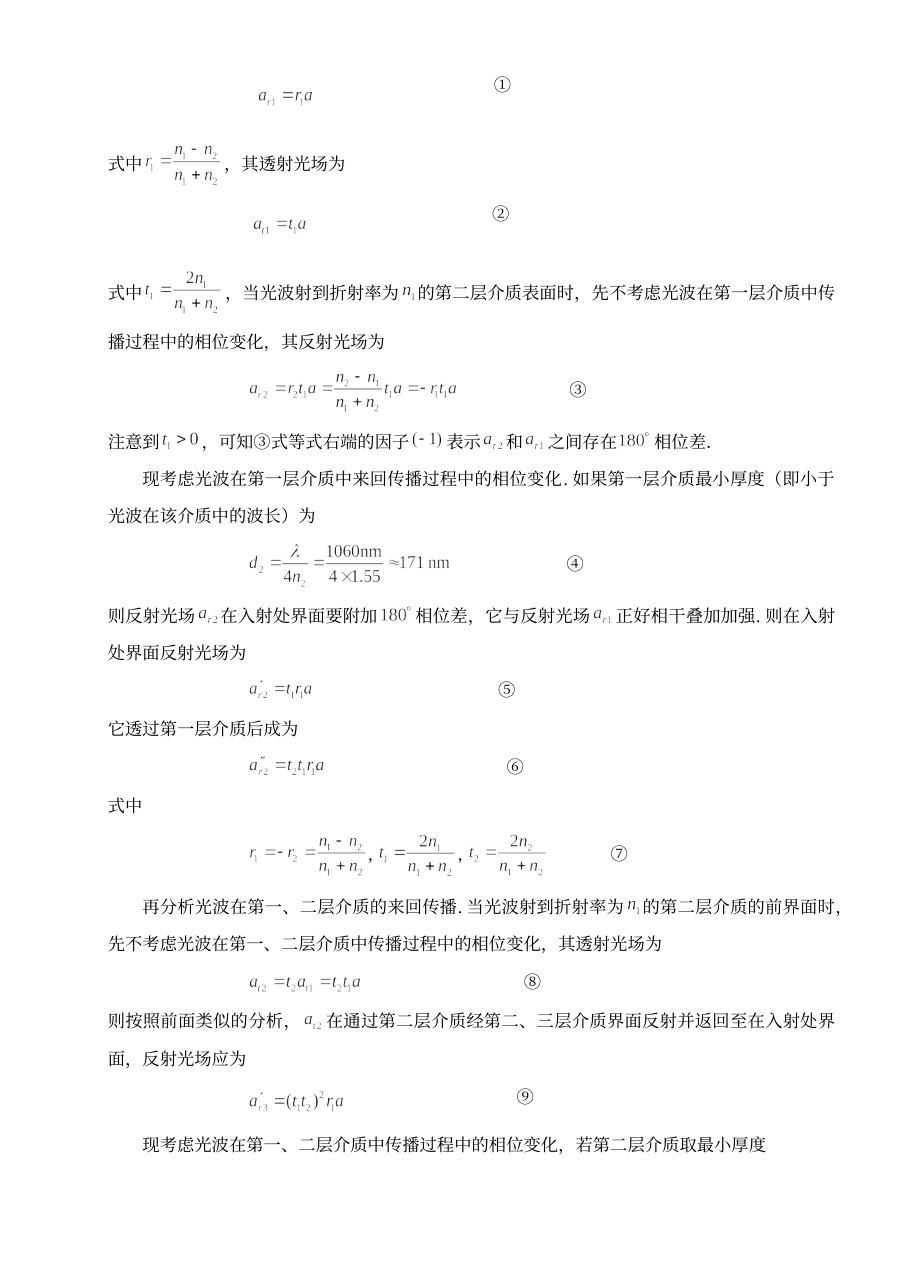 a_{r1} = r_1 a ①
式中 r_1 = \frac{n_1 - n_2}{n_1 + n_2}，其透射光场为
a_{t1} = t_1 a ②
式中 t_1 = \frac{2n_1}{n_1 + n_2}，当光波射到折射率为 n_1 的第二层介质表面时，先不考虑光波在第一层介质中传
播过程中的相位变化，其反射光场为
a_{r2} = r_2 t_1 a = \frac{n_2 - n_1}{n_1 + n_2} t_1 a = - r_1 t_1 a ③
注意到 t_1 > 0，可知③式等式右端的因子 (-1) 表示 a_{r2} 和 a_{r1} 之间存在 180° 相位差.
现考虑光波在第一层介质中来回传播过程中的相位变化. 如果第一层介质最小厚度（即小于
光波在该介质中的波长）为
d_2 = \frac{λ}{4n_2} = \frac{1060nm}{4×1.55} ≈ 171 nm ④
则反射光场 a_{r2} 在入射处界面要附加 180° 相位差，它与反射光场 a_{r1} 正好相干叠加加强. 则在入射
处界面反射光场为
a'_{r2} = t_1 r_1 a ⑤
它透过第一层介质后成为
a''_{r2} = t_2 t_1 r_1 a ⑥
式中
r_1 = - r_2 = \frac{n_1 - n_2}{n_1 + n_2}, t_1 = \frac{2n_1}{n_1 + n_2}, t_2 = \frac{2n_2}{n_1 + n_2} ⑦
再分析光波在第一、二层介质的来回传播. 当光波射到折射率为 n_1 的第二层介质的前界面时，
先不考虑光波在第一、二层介质中传播过程中的相位变化，其透射光场为
a_{t2} = t_2 a_{t1} = t_2 t_1 a ⑧
则按照前面类似的分析，a_{t2} 在通过第二层介质经第二、三层介质界面反射并返回至在入射处界
面，反射光场应为
a'_{r3} = (t_1 t_2)^2 r_1 a ⑨
现考虑光波在第一、二层介质中传播过程中的相位变化，若第二层介质取最小厚度